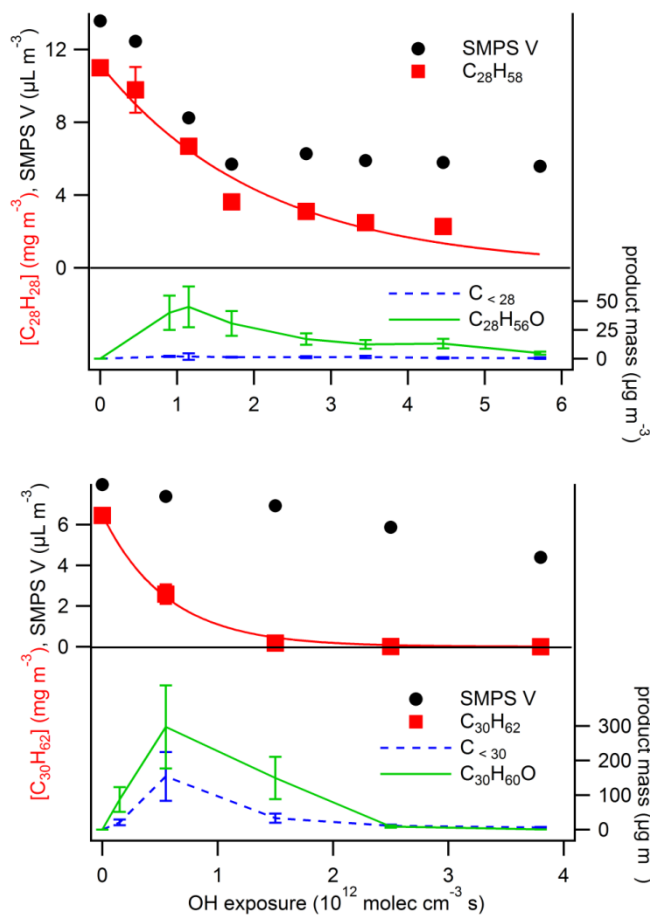 12
8
4
0
SMPS V
C28H58
[C28H28] (mg m-3), SMPS V (µL m-3)
C < 28
C28H56O
50
25
0
product mass (µg m-3)
0 1 2 3 4 5 6
6
4
2
0
[C30H62] (mg m-3), SMPS V (µL m-3)
SMPS V
C30H62
C < 30
C30H60O
300
200
100
0
product mass (µg m
0 1 2 3 4
OH exposure (10^12 molec cm-3 s)